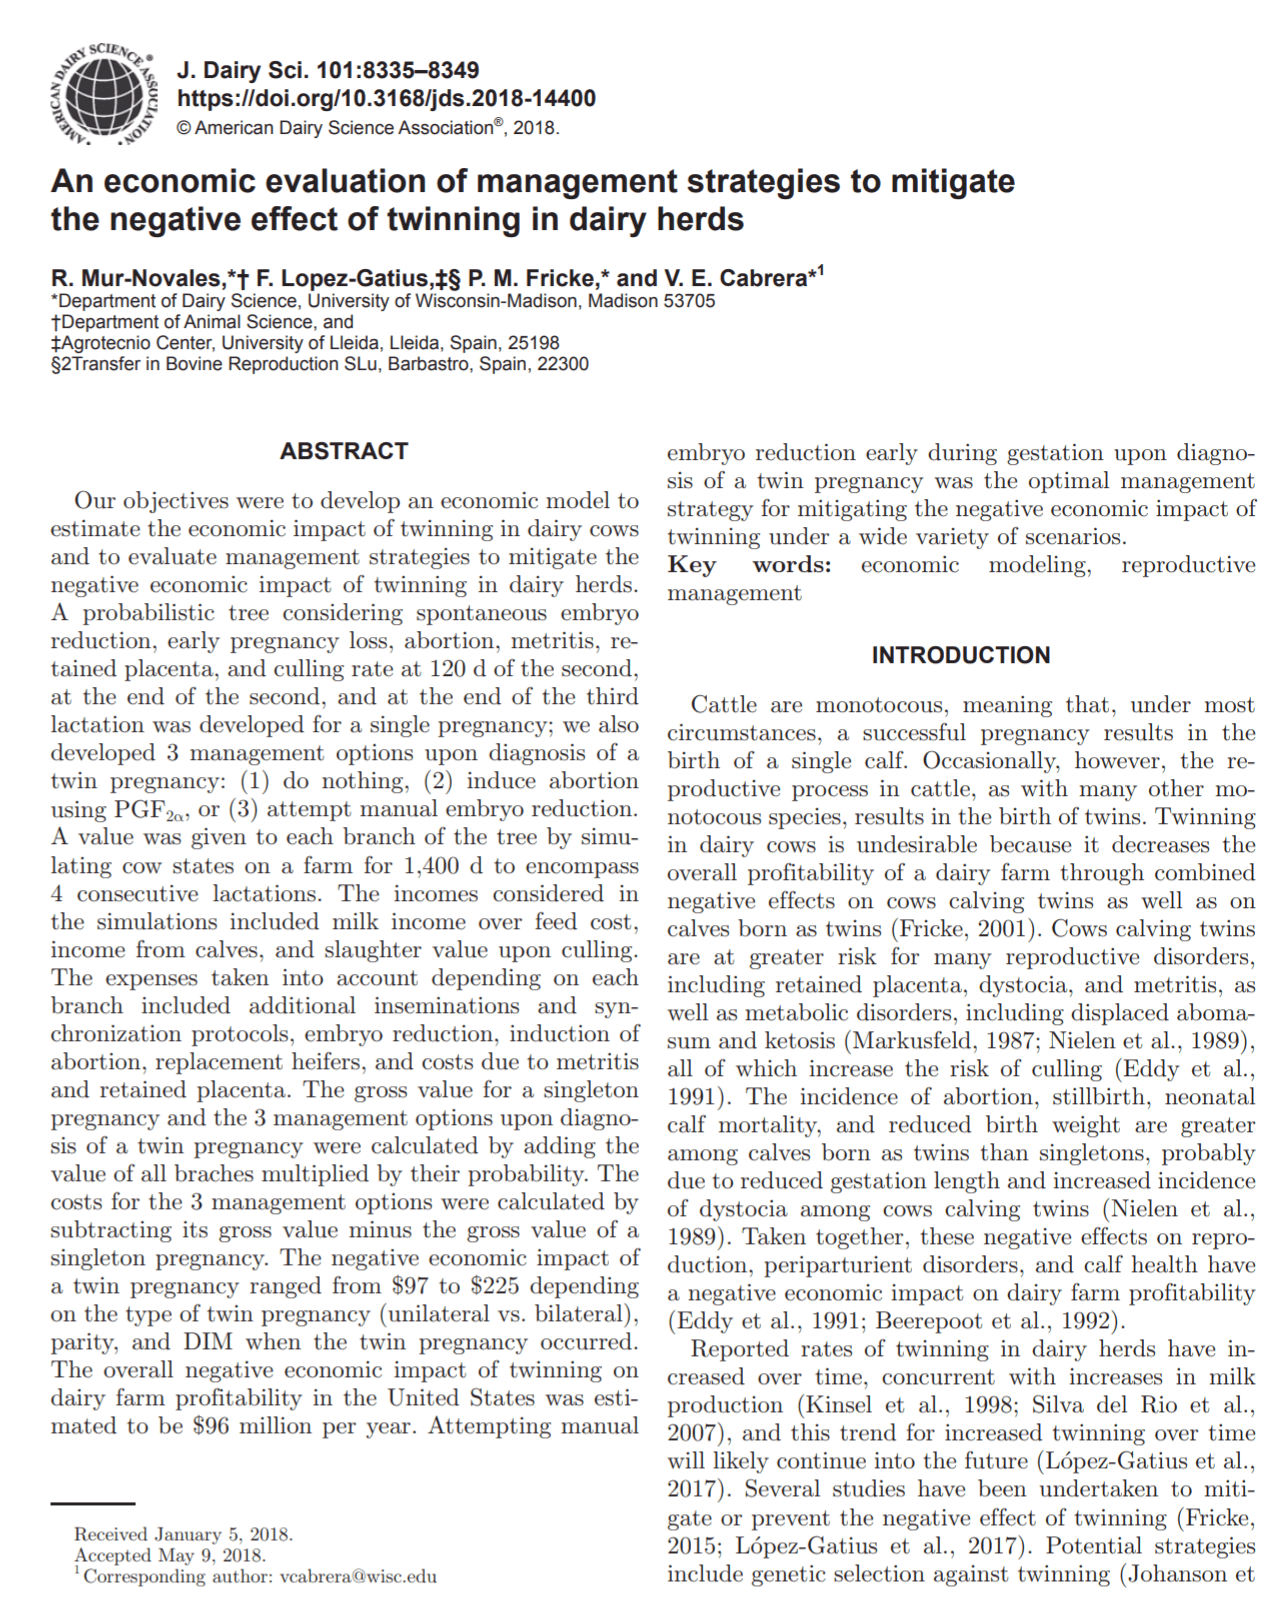 AMERICAN DAIRY SCIENCE ASSOCIATION®
J. Dairy Sci. 101:8335–8349
https://doi.org/10.3168/jds.2018-14400
© American Dairy Science Association®, 2018.
An economic evaluation of management strategies to mitigate
the negative effect of twinning in dairy herds
R. Mur-Novales,*† F. Lopez-Gatius,‡§ P. M. Fricke,* and V. E. Cabrera*1
*Department of Dairy Science, University of Wisconsin-Madison, Madison 53705
†Department of Animal Science, and
‡Agrotecnio Center, University of Lleida, Lleida, Spain, 25198
§2Transfer in Bovine Reproduction SLu, Barbastro, Spain, 22300
ABSTRACT
Our objectives were to develop an economic model to
estimate the economic impact of twinning in dairy cows
and to evaluate management strategies to mitigate the
negative economic impact of twinning in dairy herds.
A probabilistic tree considering spontaneous embryo
reduction, early pregnancy loss, abortion, metritis, re-
tained placenta, and culling rate at 120 d of the second,
at the end of the second, and at the end of the third
lactation was developed for a single pregnancy; we also
developed 3 management options upon diagnosis of a
twin pregnancy: (1) do nothing, (2) induce abortion
using PGF2α, or (3) attempt manual embryo reduction.
A value was given to each branch of the tree by simu-
lating cow states on a farm for 1,400 d to encompass
4 consecutive lactations. The incomes considered in
the simulations included milk income over feed cost,
income from calves, and slaughter value upon culling.
The expenses taken into account depending on each
branch included additional inseminations and syn-
chronization protocols, embryo reduction, induction of
abortion, replacement heifers, and costs due to metritis
and retained placenta. The gross value for a singleton
pregnancy and the 3 management options upon diagno-
sis of a twin pregnancy were calculated by adding the
value of all braches multiplied by their probability. The
costs for the 3 management options were calculated by
subtracting its gross value minus the gross value of a
singleton pregnancy. The negative economic impact of
a twin pregnancy ranged from $97 to $225 depending
on the type of twin pregnancy (unilateral vs. bilateral),
parity, and DIM when the twin pregnancy occurred.
The overall negative economic impact of twinning on
dairy farm profitability in the United States was esti-
mated to be $96 million per year. Attempting manual
Received January 5, 2018.
Accepted May 9, 2018.
1 Corresponding author: vcabrera@wisc.edu
embryo reduction early during gestation upon diagno-
sis of a twin pregnancy was the optimal management
strategy for mitigating the negative economic impact of
twinning under a wide variety of scenarios.
Key words: economic modeling, reproductive
management
INTRODUCTION
Cattle are monotocous, meaning that, under most
circumstances, a successful pregnancy results in the
birth of a single calf. Occasionally, however, the re-
productive process in cattle, as with many other mo-
notocous species, results in the birth of twins. Twinning
in dairy cows is undesirable because it decreases the
overall profitability of a dairy farm through combined
negative effects on cows calving twins as well as on
calves born as twins (Fricke, 2001). Cows calving twins
are at greater risk for many reproductive disorders,
including retained placenta, dystocia, and metritis, as
well as metabolic disorders, including displaced aboma-
sum and ketosis (Markusfeld, 1987; Nielen et al., 1989),
all of which increase the risk of culling (Eddy et al.,
1991). The incidence of abortion, stillbirth, neonatal
calf mortality, and reduced birth weight are greater
among calves born as twins than singletons, probably
due to reduced gestation length and increased incidence
of dystocia among cows calving twins (Nielen et al.,
1989). Taken together, these negative effects on repro-
duction, periparturient disorders, and calf health have
a negative economic impact on dairy farm profitability
(Eddy et al., 1991; Beerepoot et al., 1992).
Reported rates of twinning in dairy herds have in-
creased over time, concurrent with increases in milk
production (Kinsel et al., 1998; Silva del Rio et al.,
2007), and this trend for increased twinning over time
will likely continue into the future (López-Gatius et al.,
2017). Several studies have been undertaken to miti-
gate or prevent the negative effect of twinning (Fricke,
2015; López-Gatius et al., 2017). Potential strategies
include genetic selection against twinning (Johanson et